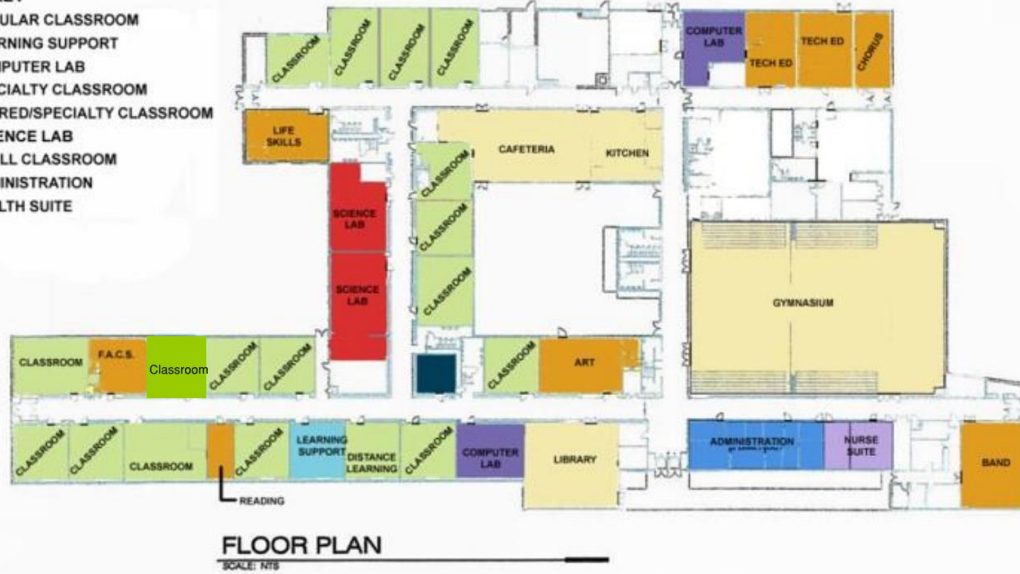 ULAR CLASSROOM
RNING SUPPORT
PUTER LAB
CIALTY CLASSROOM
RED/SPECIALTY CLASSROOM
ENCE LAB
LL CLASSROOM
INISTRATION
LTH SUITE
CLASSROOM
CLASSROOM
CLASSROOM
CLASSROOM
COMPUTER
LAB
TECH ED
TECH ED
CHORUS
LIFE
SKILLS
CAFETERIA
KITCHEN
CLASSROOM
CLASSROOM
CLASSROOM
SCIENCE
LAB
SCIENCE
LAB
GYMNASIUM
CLASSROOM
F.A.C.S.
Classroom
CLASSROOM
CLASSROOM
CLASSROOM
ART
CLASSROOM
CLASSROOM
CLASSROOM
READING
CLASSROOM
LEARNING
SUPPORT
DISTANCE
LEARNING
CLASSROOM
COMPUTER
LAB
LIBRARY
ADMINISTRATION
NURSE
SUITE
BAND
FLOOR PLAN
SCALE: NTS